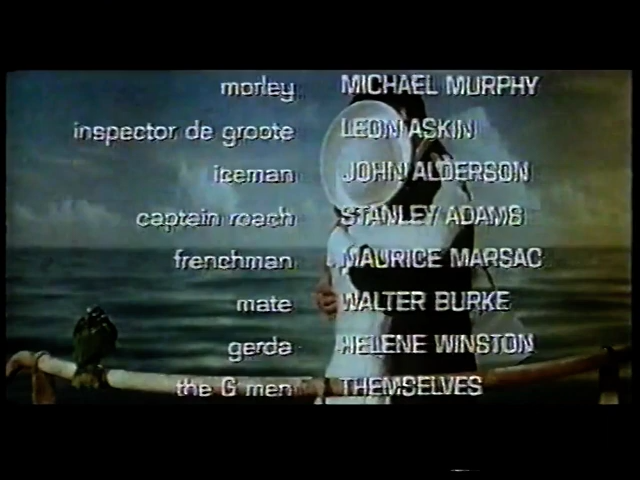 morley MICHAEL MURPHY
inspector de groote LEON ASKIN
iceman JOHN ALDERSON
captain roach STANLEY ADAMS
frenchman MAURICE MARSAC
mate WALTER BURKE
gerda HELENE WINSTON
the G men THEMSELVES